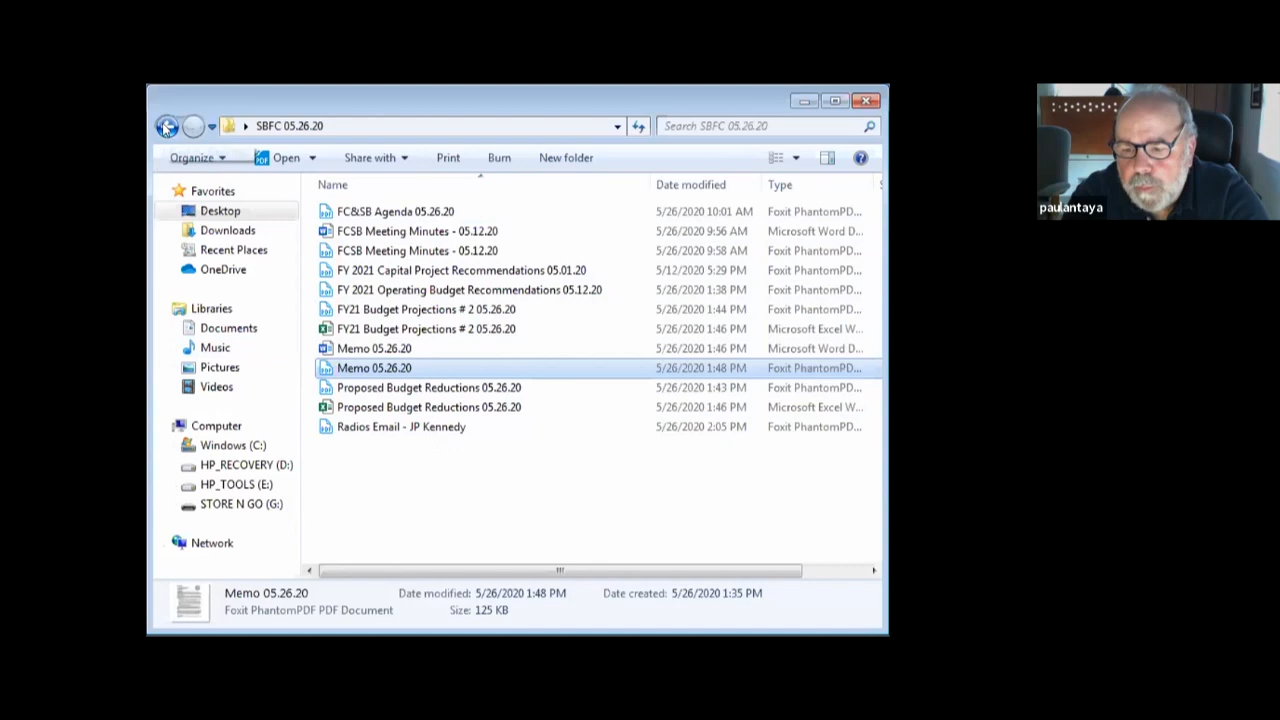 SBFC 05.26.20
Search SBFC 05.26.20
Organize Open Share with Print Burn New folder
Name Date modified Type
Favorites
Desktop
Downloads
Recent Places
OneDrive
Libraries
Documents
Music
Pictures
Videos
Computer
Windows (C:)
HP_RECOVERY (D:)
HP_TOOLS (E:)
STORE N GO (G:)
Network
FC&SB Agenda 05.26.20 5/26/2020 10:01 AM Foxit PhantomPD...
FCSB Meeting Minutes - 05.12.20 5/26/2020 9:56 AM Microsoft Word D...
FCSB Meeting Minutes - 05.12.20 5/26/2020 9:58 AM Foxit PhantomPD...
FY 2021 Capital Project Recommendations 05.01.20 5/12/2020 5:29 PM Foxit PhantomPD...
FY 2021 Operating Budget Recommendations 05.12.20 5/26/2020 1:38 PM Foxit PhantomPD...
FY21 Budget Projections # 2 05.26.20 5/26/2020 1:44 PM Foxit PhantomPD...
FY21 Budget Projections # 2 05.26.20 5/26/2020 1:46 PM Microsoft Excel W...
Memo 05.26.20 5/26/2020 1:46 PM Microsoft Word D...
Memo 05.26.20 5/26/2020 1:48 PM Foxit PhantomPD...
Proposed Budget Reductions 05.26.20 5/26/2020 1:43 PM Foxit PhantomPD...
Proposed Budget Reductions 05.26.20 5/26/2020 1:46 PM Microsoft Excel W...
Radios Email - JP Kennedy 5/26/2020 2:05 PM Foxit PhantomPD...
Memo 05.26.20 Date modified: 5/26/2020 1:48 PM Date created: 5/26/2020 1:35 PM
Foxit PhantomPDF PDF Document Size: 125 KB
paulantaya